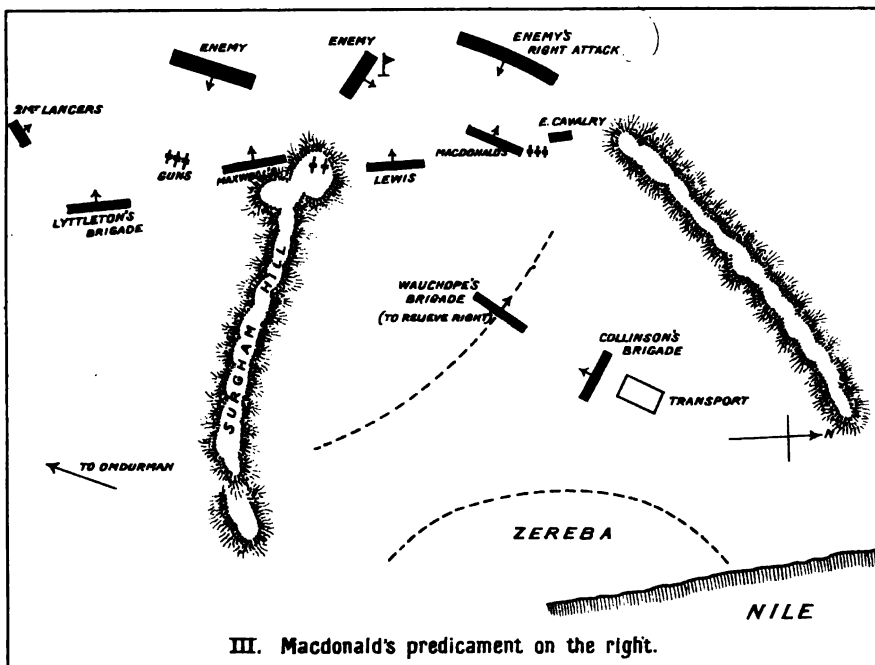 ENEMY
ENEMY
ENEMY'S
RIGHT ATTACK
21ST LANCERS
E. CAVALRY
MACDONALD'S
GUNS
MAXWELL'S
LEWIS
LYTTLETON'S
BRIGADE
SURGHAM HILL
WAUCHOPE'S
BRIGADE
(TO RELIEVE RIGHT)
COLLINSON'S
BRIGADE
TRANSPORT
N
TO OMDURMAN
ZEREBA
NILE
III. Macdonald's predicament on the right.